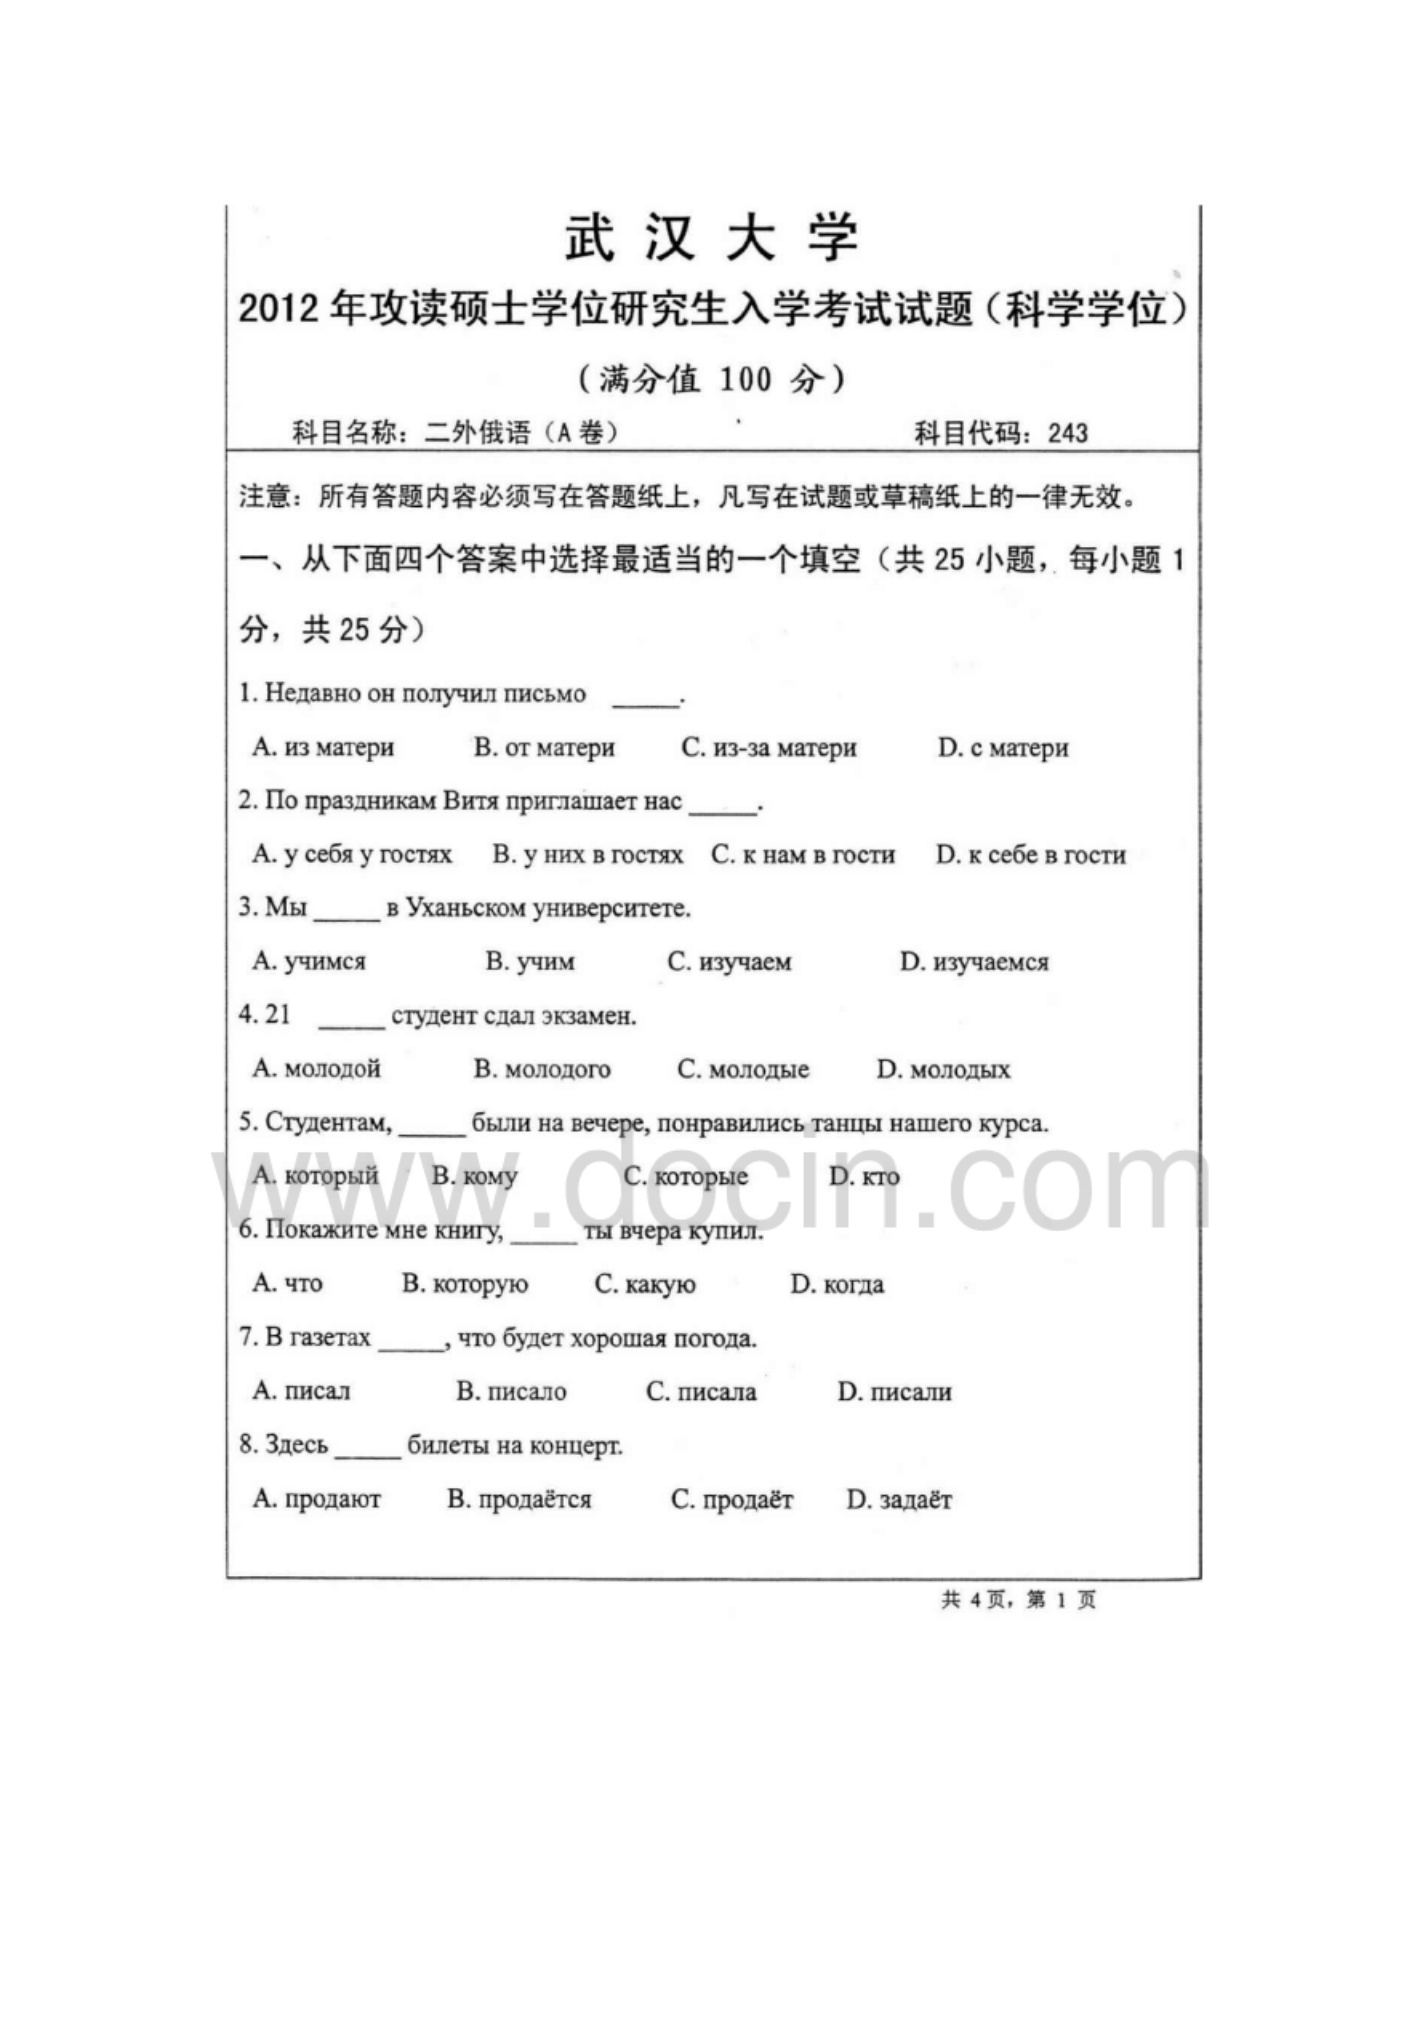 武 汉 大 学
2012 年攻读硕士学位研究生入学考试试题（科学学位）
（满分值 100 分）
科目名称：二外俄语（A 卷） 科目代码：243
注意：所有答题内容必须写在答题纸上，凡写在试题或草稿纸上的一律无效。
一、从下面四个答案中选择最适当的一个填空（共 25 小题，每小题 1
分，共 25 分）
1. Недавно он получил письмо _____.
A. из матери B. от матери C. из-за матери D. с матери
2. По праздникам Витя приглашает нас _____.
A. у себя у гостях B. у них в гостях C. к нам в гости D. к себе в гости
3. Мы _____ в Уханьском университете.
A. учимся B. учим C. изучаем D. изучаемся
4. 21 _____ студент сдал экзамен.
A. молодой B. молодого C. молодые D. молодых
5. Студентам, _____ были на вечере, понравились танцы нашего курса.
A. который B. кому C. которые D. кто
www.docin.com
6. Покажите мне книгу, _____ ты вчера купил.
A. что B. которую C. какую D. когда
7. В газетах _____, что будет хорошая погода.
A. писал B. писало C. писала D. писали
8. Здесь _____ билеты на концерт.
A. продают B. продаётся C. продаёт D. задаёт
共 4 页，第 1 页